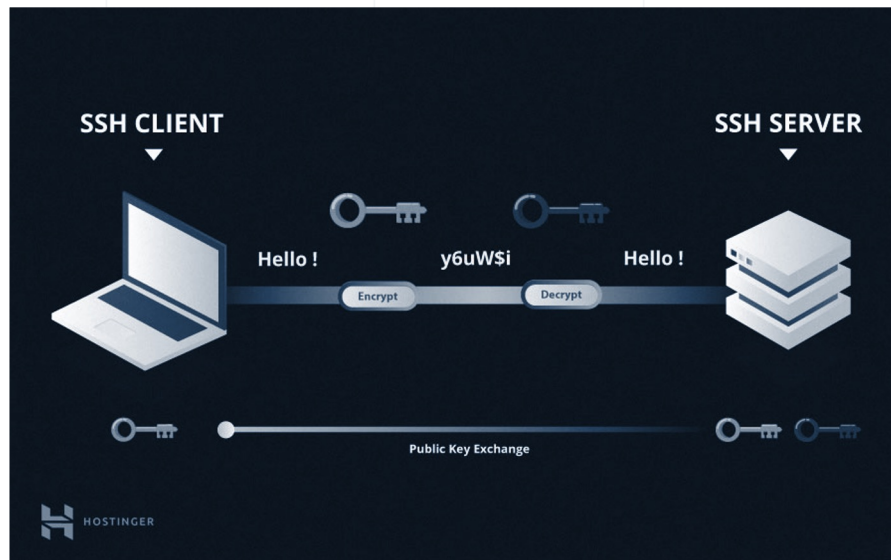 SSH CLIENT
SSH SERVER
Hello !
y6uW$i
Hello !
Encrypt
Decrypt
Public Key Exchange
HOSTINGER